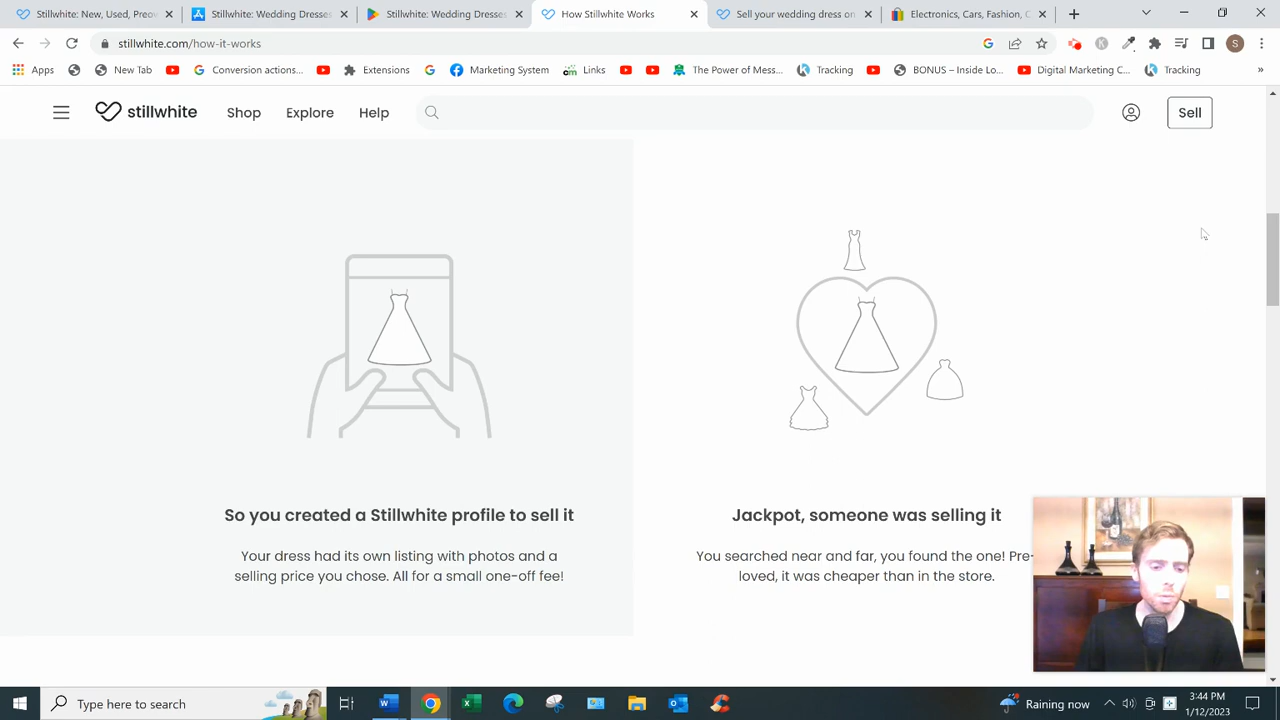 Stillwhite: New, Used, Preov
Stillwhite: Wedding Dresses
Stillwhite: Wedding Dresses
How Stillwhite Works
Sell your wedding dress on
Electronics, Cars, Fashion, C
stillwhite.com/how-it-works
S
Apps
New Tab
Conversion actions...
Extensions
Marketing System
Links
The Power of Mess...
Tracking
BONUS – Inside Lo...
Digital Marketing C...
Tracking
»
stillwhite
Shop
Explore
Help
Sell
So you created a Stillwhite profile to sell it
Your dress had its own listing with photos and a
selling price you chose. All for a small one-off fee!
Jackpot, someone was selling it
You searched near and far, you found the one! Pre-
loved, it was cheaper than in the store.
Type here to search
Raining now
3:44 PM
1/12/2023